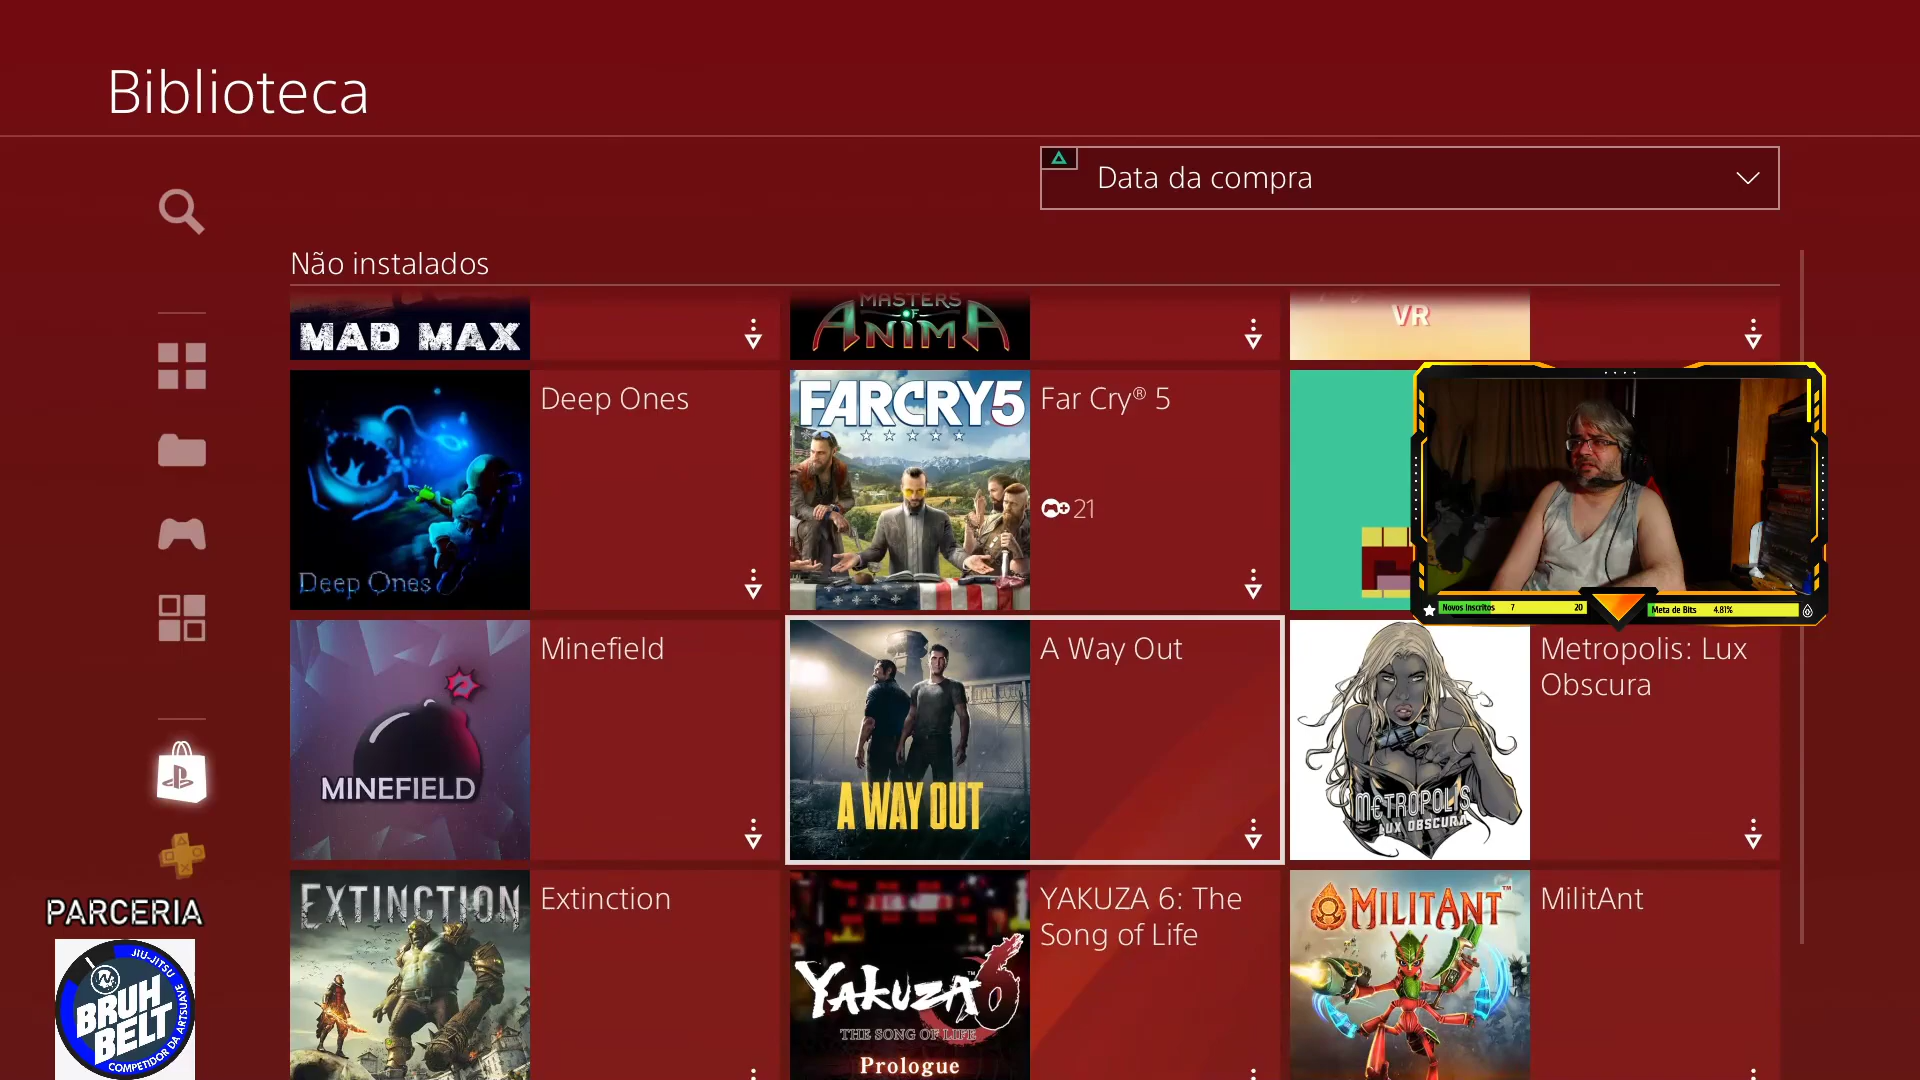 Biblioteca
Data da compra
Não instalados
MAD MAX
MASTERS
OF
ANIMA
VR
Deep Ones
Deep Ones
FARCRY5
Far Cry® 5
21
Novos Inscritos 7 20
Meta de Bits 4.81%
MINEFIELD
Minefield
A WAY OUT
A Way Out
METROPOLIS
LUX OBSCURA
Metropolis: Lux
Obscura
EXTINCTION
Extinction
YAKUZA 6
THE SONG OF LIFE
Prologue
YAKUZA 6: The
Song of Life
MILITANT™
MilitAnt
PARCERIA
JIU-JITSU
BRUH
BELT
COMPETIDOR DA ARTSUAVE